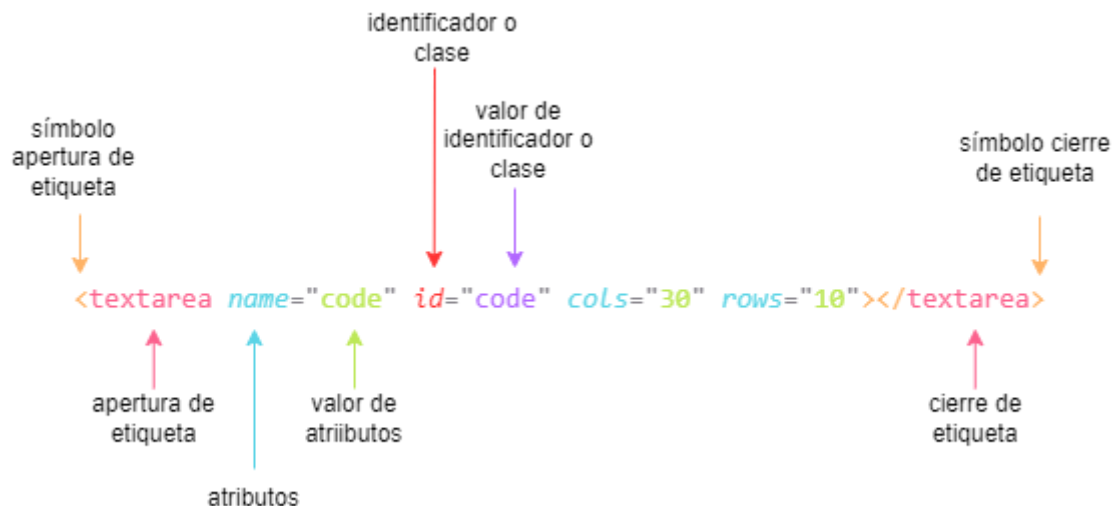 identificador o
clase
valor de
identificador o
clase
símbolo
apertura de
etiqueta
símbolo cierre
de etiqueta
<textarea name="code" id="code" cols="30" rows="10"></textarea>
apertura de
etiqueta
valor de
atriibutos
cierre de
etiqueta
atributos